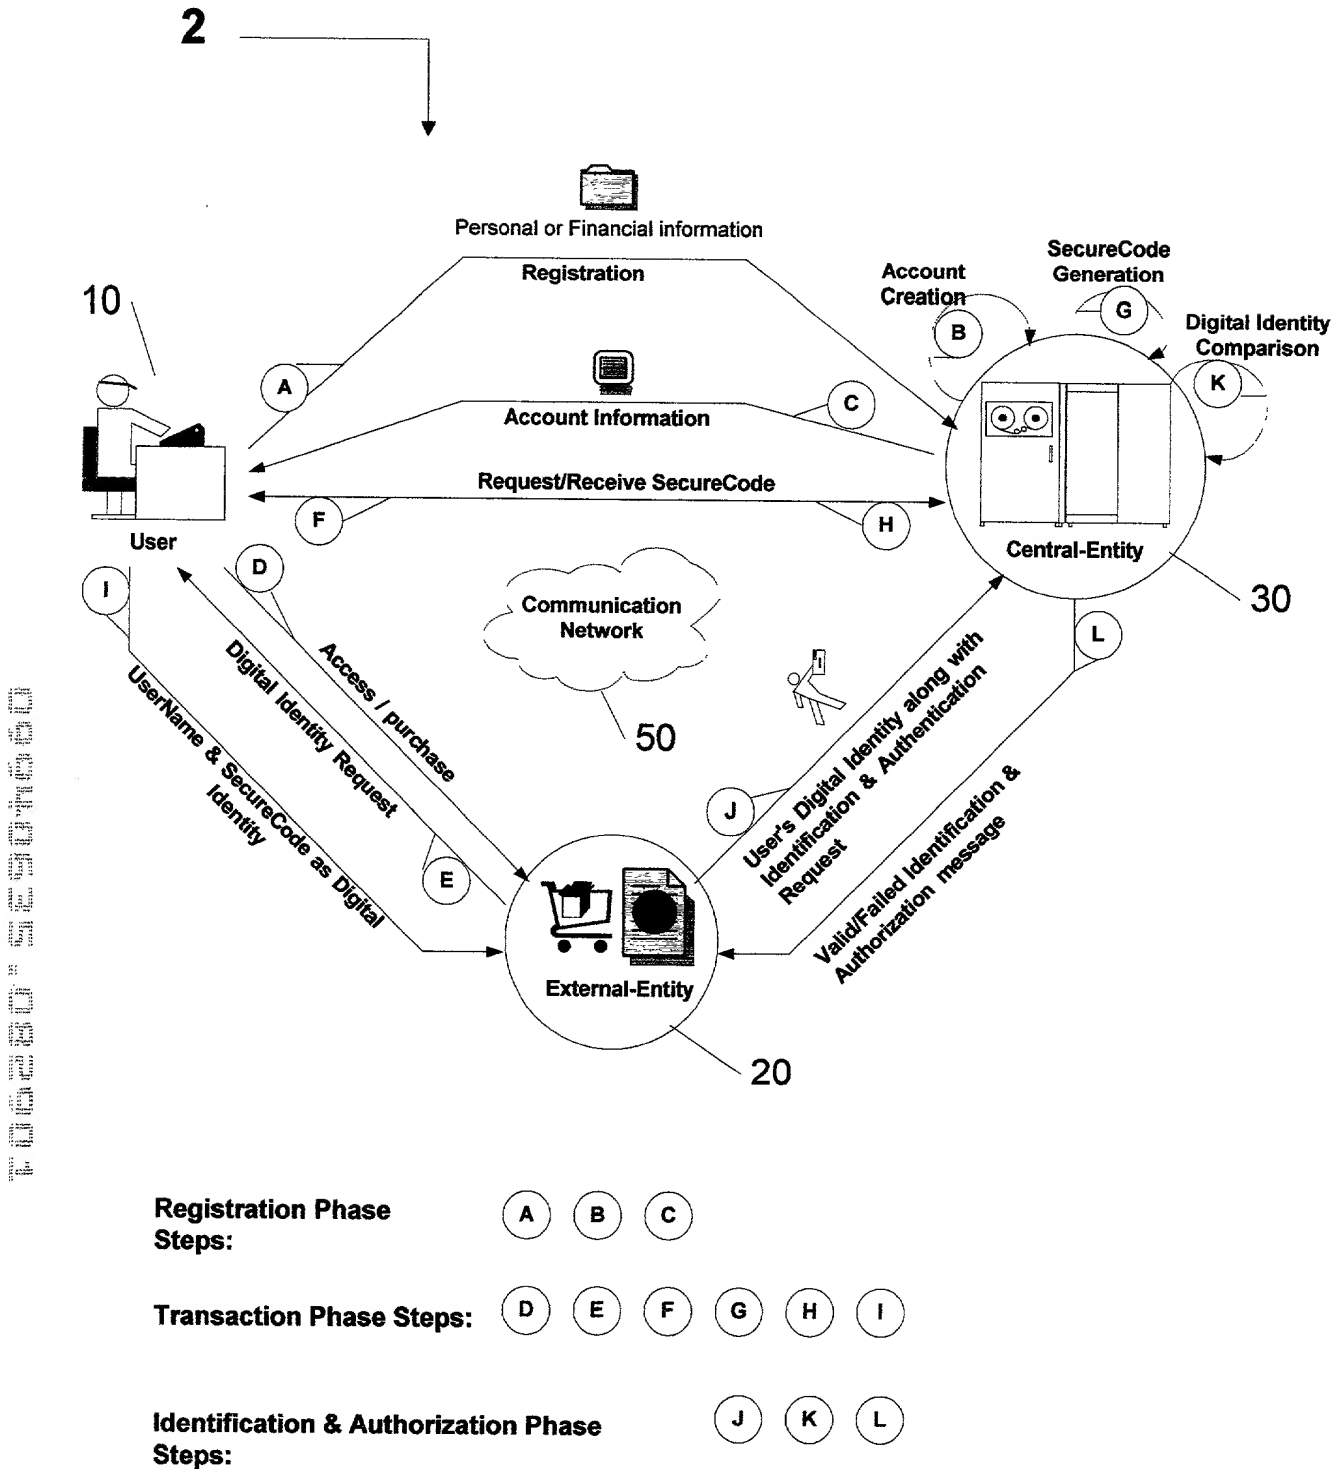 2
Personal or Financial information
Registration
SecureCode
Generation
Account
Creation
G
B
10
Digital Identity
Comparison
K
A
C
Account Information
Request/Receive SecureCode
F
H
User
Central-Entity
D
I
30
L
Communication
Network
50
Access / purchase
Digital Identity Request
UserName & SecureCode as Digital
Identity
E
J
User's Digital Identity along with
Identification & Authentication
Request
Valid/Failed Identification &
Authorization message
External-Entity
20
Registration Phase
Steps:
A B C
Transaction Phase Steps:
D E F G H I
Identification & Authorization Phase
Steps:
J K L